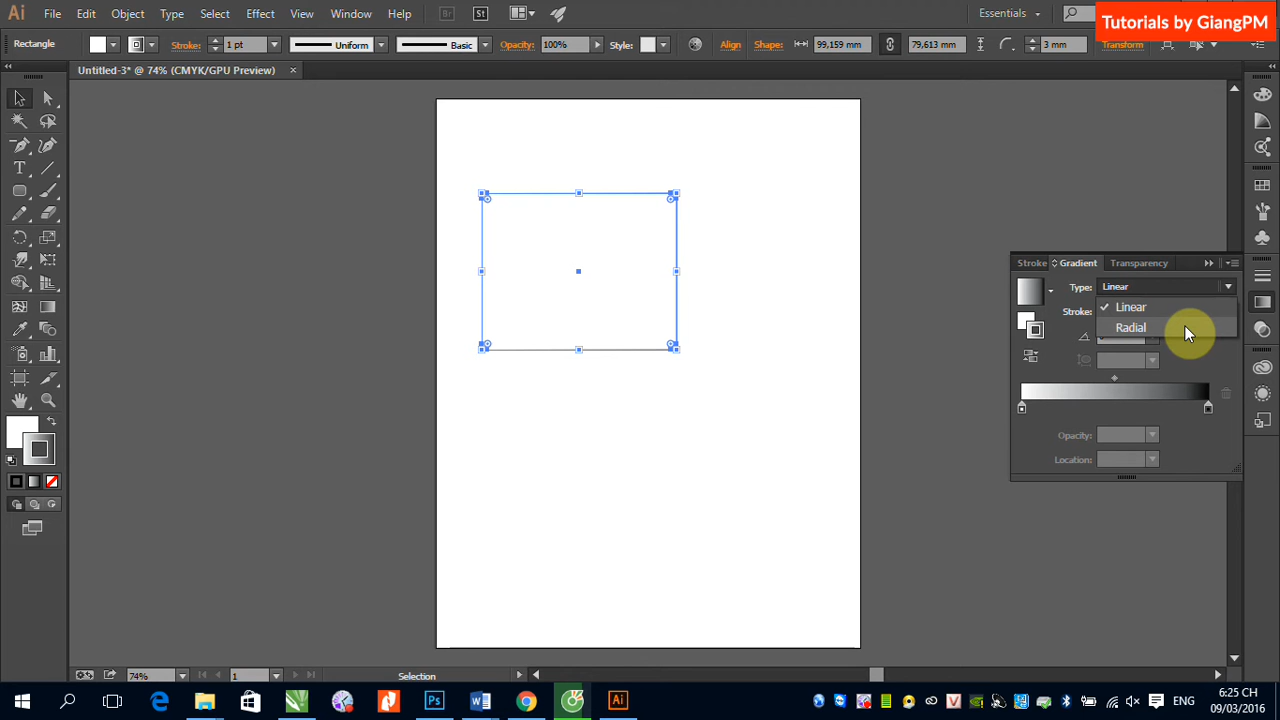 Ai File Edit Object Type Select Effect View Window Help Br St Essentials
Tutorials by GiangPM
Rectangle Stroke: 1 pt Uniform Basic Opacity: 100% Style: Align Shape: 99,159 mm 79,613 mm 3 mm Transform
Untitled-3* @ 74% (CMYK/GPU Preview) ×
Stroke Gradient Transparency
Type: Linear
Linear
Stroke:
Radial
Opacity:
Location:
74% 1 Selection
ENG
6:25 CH
09/03/2016